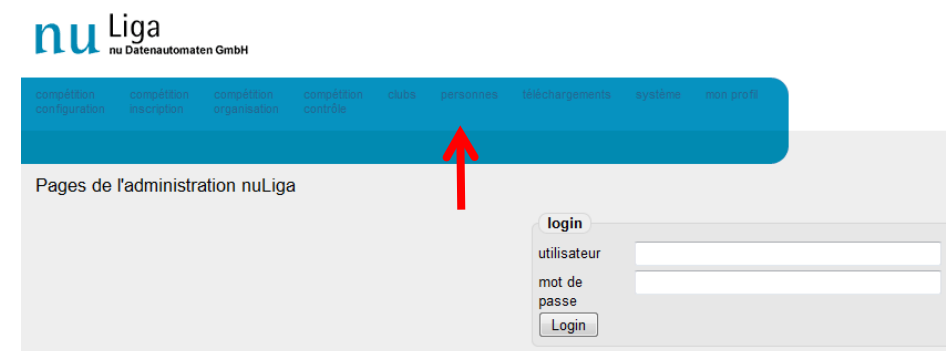 nu Liga
nu Datenautomaten GmbH
compétition configuration
compétition inscription
compétition organisation
compétition contrôle
clubs
personnes
téléchargements
système
mon profil
Pages de l'administration nuLiga
login
utilisateur
mot de
passe
Login